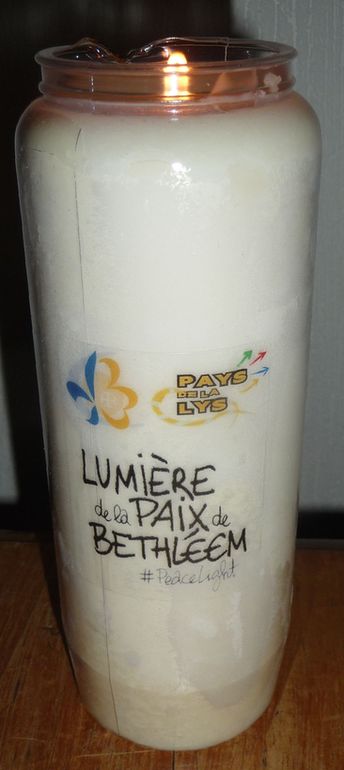 PAYS
DE LA
LYS
LUMIÈRE
de la PAIX de
BETHLÉEM
#PeaceLight